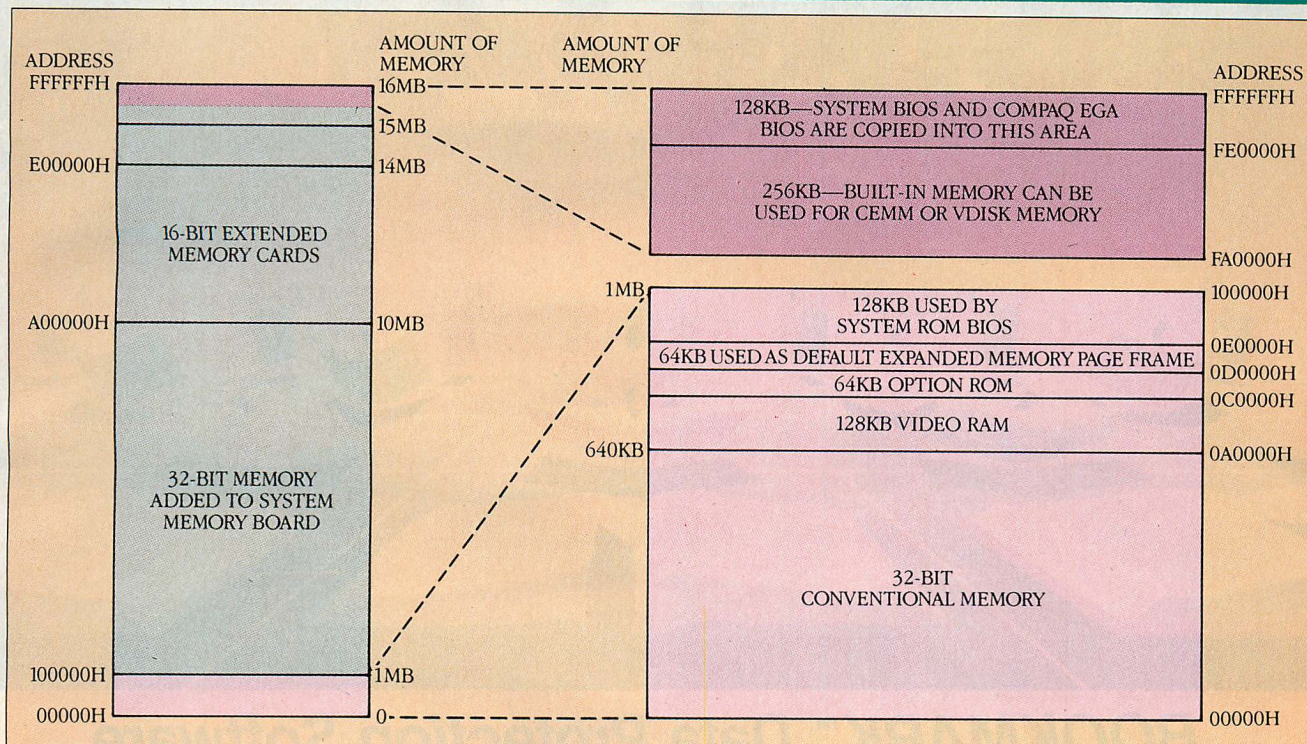 ADDRESS
FFFFFFH
E00000H
A00000H
100000H
00000H
16-BIT EXTENDED
MEMORY CARDS
32-BIT MEMORY
ADDED TO SYSTEM
MEMORY BOARD
AMOUNT OF
MEMORY
16MB
15MB
14MB
10MB
1MB
0
AMOUNT OF
MEMORY
1MB
640KB
128KB—SYSTEM BIOS AND COMPAQ EGA
BIOS ARE COPIED INTO THIS AREA
256KB—BUILT-IN MEMORY CAN BE
USED FOR CEMM OR VDISK MEMORY
128KB USED BY
SYSTEM ROM BIOS
64KB USED AS DEFAULT EXPANDED MEMORY PAGE FRAME
64KB OPTION ROM
128KB VIDEO RAM
32-BIT
CONVENTIONAL MEMORY
ADDRESS
FFFFFFH
FE0000H
FA0000H
100000H
0E0000H
0D0000H
0C0000H
0A0000H
00000H